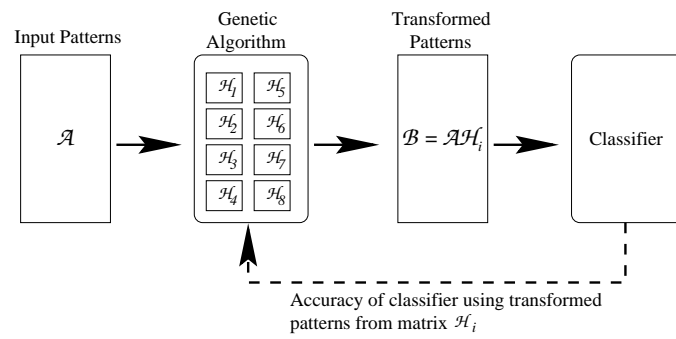 Input Patterns
Genetic
Algorithm
Transformed
Patterns
𝒜
ℋ1
ℋ5
ℋ2
ℋ6
ℋ3
ℋ7
ℋ4
ℋ8
ℬ = 𝒜ℋi
Classifier
Accuracy of classifier using transformed
patterns from matrix ℋi